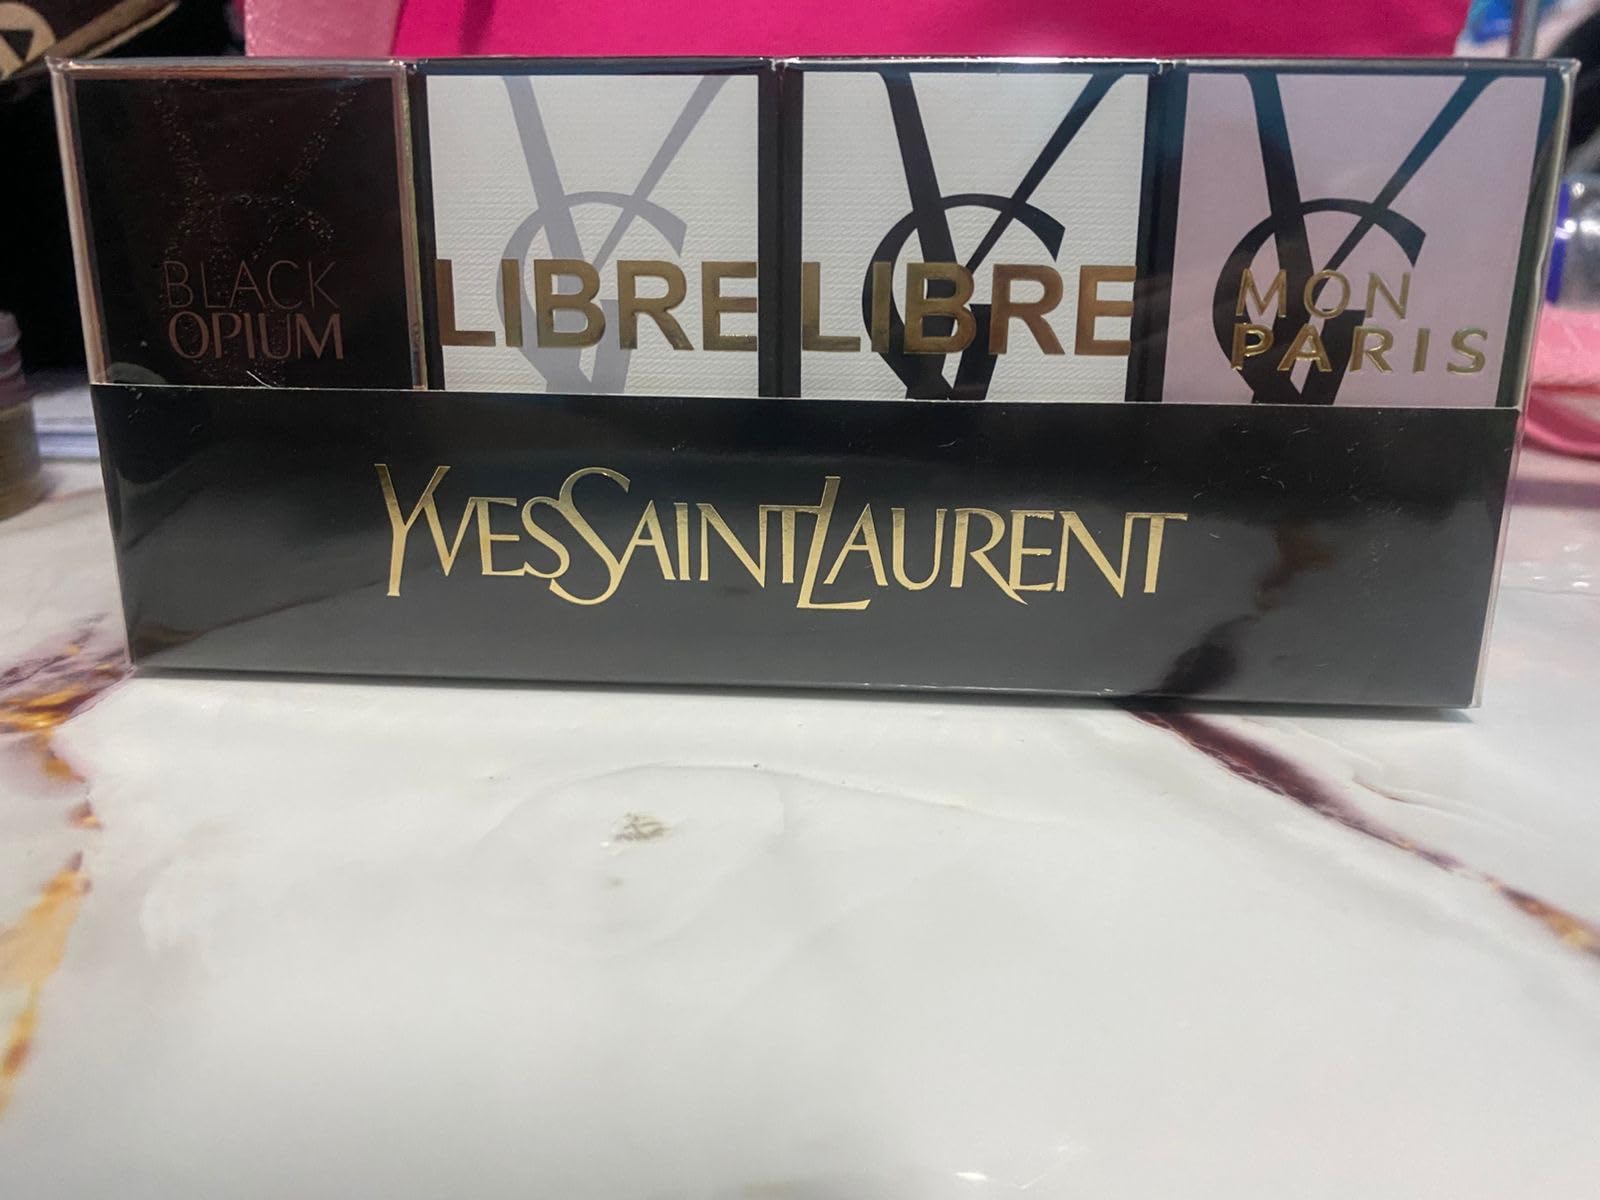 BLACK
OPIUM
LIBRE
LIBRE
MON
PARIS
YVESSAINTLAURENT